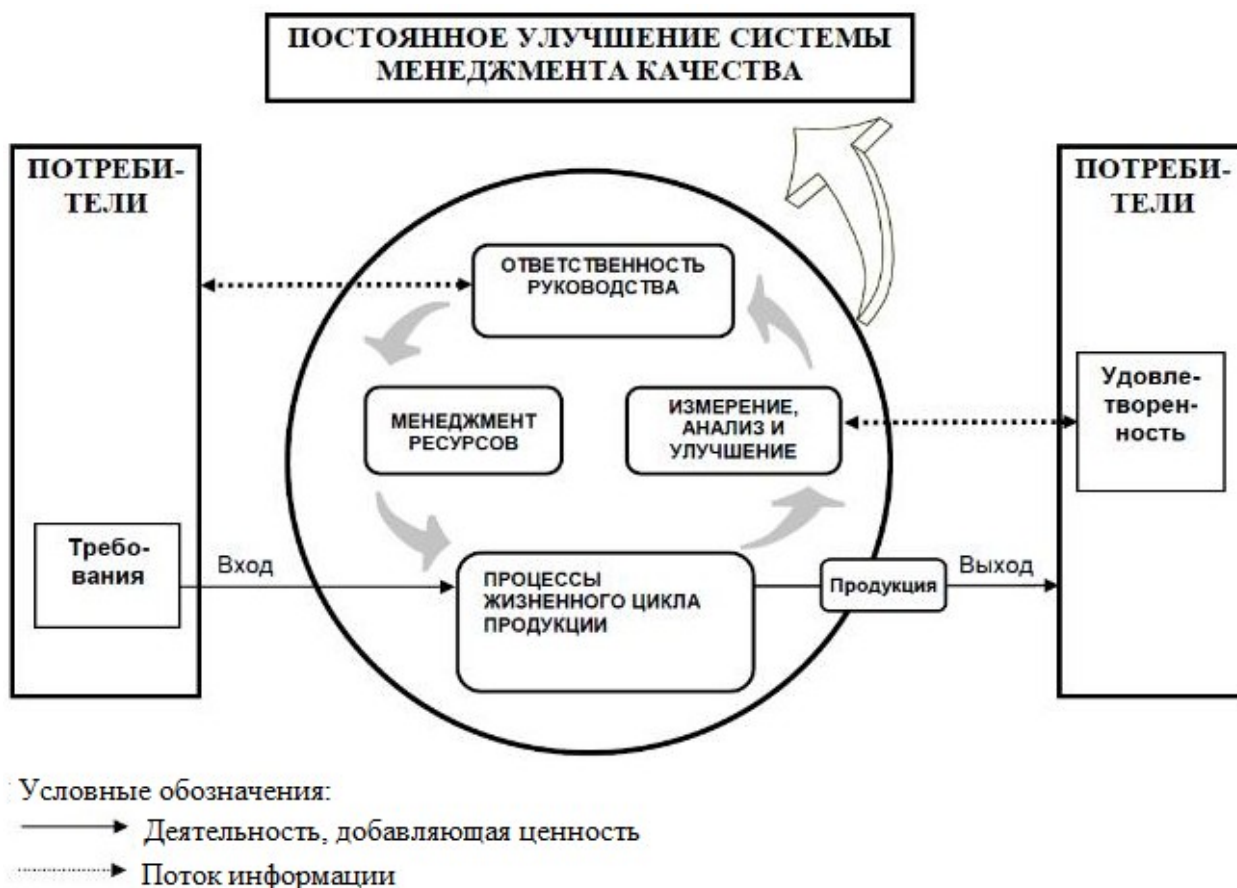 ПОСТОЯННОЕ УЛУЧШЕНИЕ СИСТЕМЫ
МЕНЕДЖМЕНТА КАЧЕСТВА
ПОТРЕБИ-
ТЕЛИ
ПОТРЕБИ-
ТЕЛИ
ОТВЕТСТВЕННОСТЬ
РУКОВОДСТВА
МЕНЕДЖМЕНТ
РЕСУРСОВ
ИЗМЕРЕНИЕ,
АНАЛИЗ И
УЛУЧШЕНИЕ
Удовле-
творен-
ность
Требо-
вания
Вход
ПРОЦЕССЫ
ЖИЗНЕННОГО ЦИКЛА
ПРОДУКЦИИ
Продукция
Выход
Условные обозначения:
Деятельность, добавляющая ценность
Поток информации